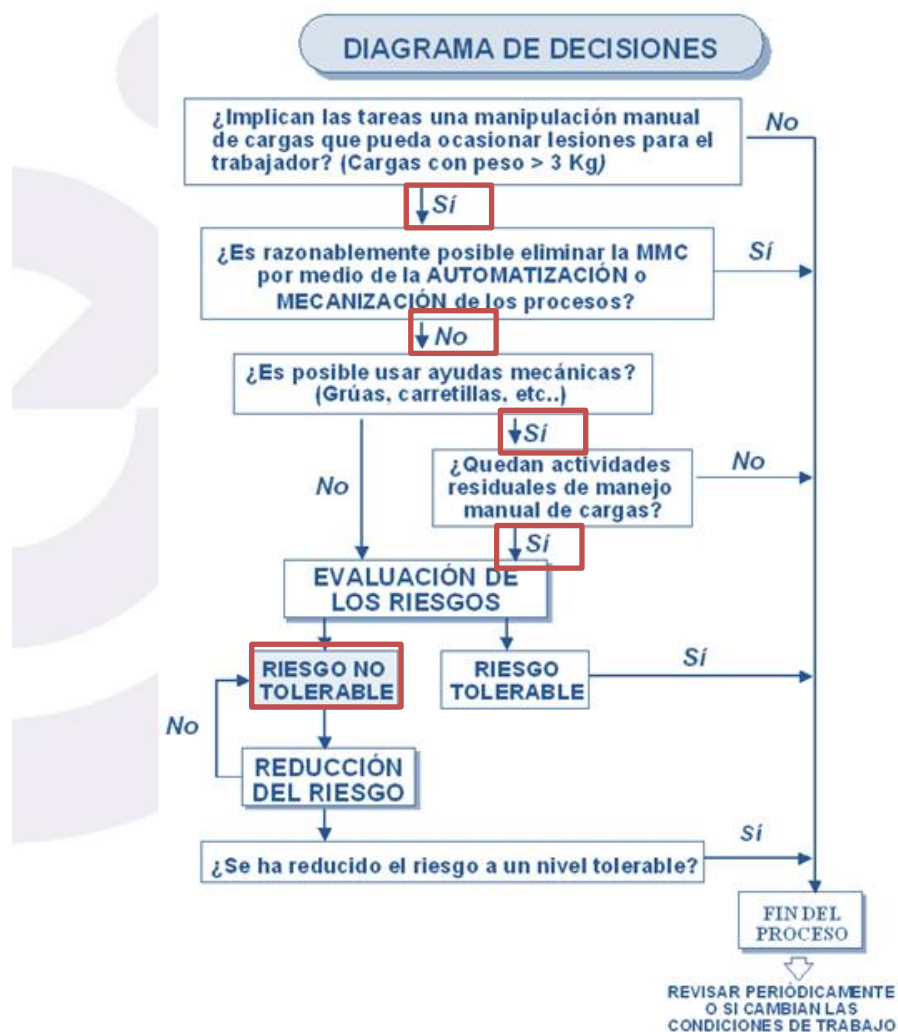 DIAGRAMA DE DECISIONES
¿Implican las tareas una manipulación manual
de cargas que pueda ocasionar lesiones para el
trabajador? (Cargas con peso > 3 Kg)
No
Sí
¿Es razonablemente posible eliminar la MMC
por medio de la AUTOMATIZACIÓN o
MECANIZACIÓN de los procesos?
Sí
No
¿Es posible usar ayudas mecánicas?
(Grúas, carretillas, etc..)
Sí
No
¿Quedan actividades
residuales de manejo
manual de cargas?
No
Sí
EVALUACIÓN DE
LOS RIESGOS
RIESGO NO
TOLERABLE
RIESGO
TOLERABLE
Sí
No
REDUCCIÓN
DEL RIESGO
¿Se ha reducido el riesgo a un nivel tolerable?
Sí
FIN DEL
PROCESO
REVISAR PERIÓDICAMENTE
O SI CAMBIAN LAS
CONDICIONES DE TRABAJO